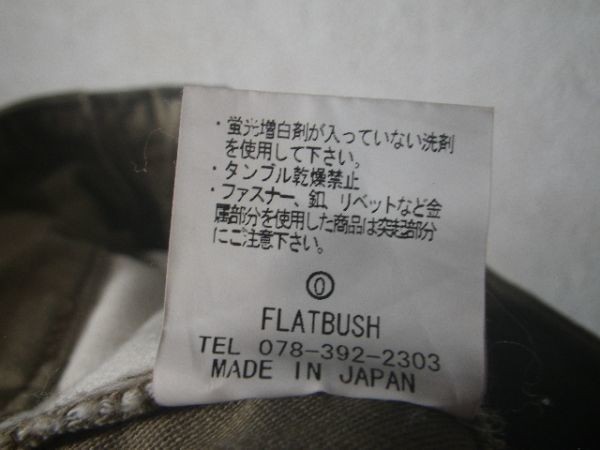 ・蛍光増白剤が入っていない洗剤
を使用して下さい。
・タンブル乾燥禁止
・ファスナー、釦、リベットなど金
属部分を使用した商品は突起部分
にご注意下さい。
⓪
FLATBUSH
TEL 078-392-2303
MADE IN JAPAN